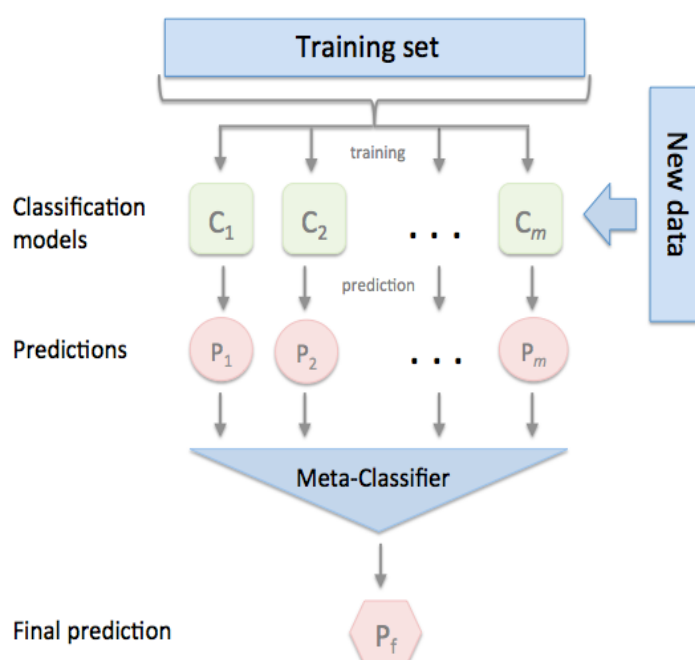 Training set
training
New data
Classification
models
C1 C2 . . . Cm
prediction
Predictions
P1 P2 . . . Pm
Meta-Classifier
Final prediction
Pf